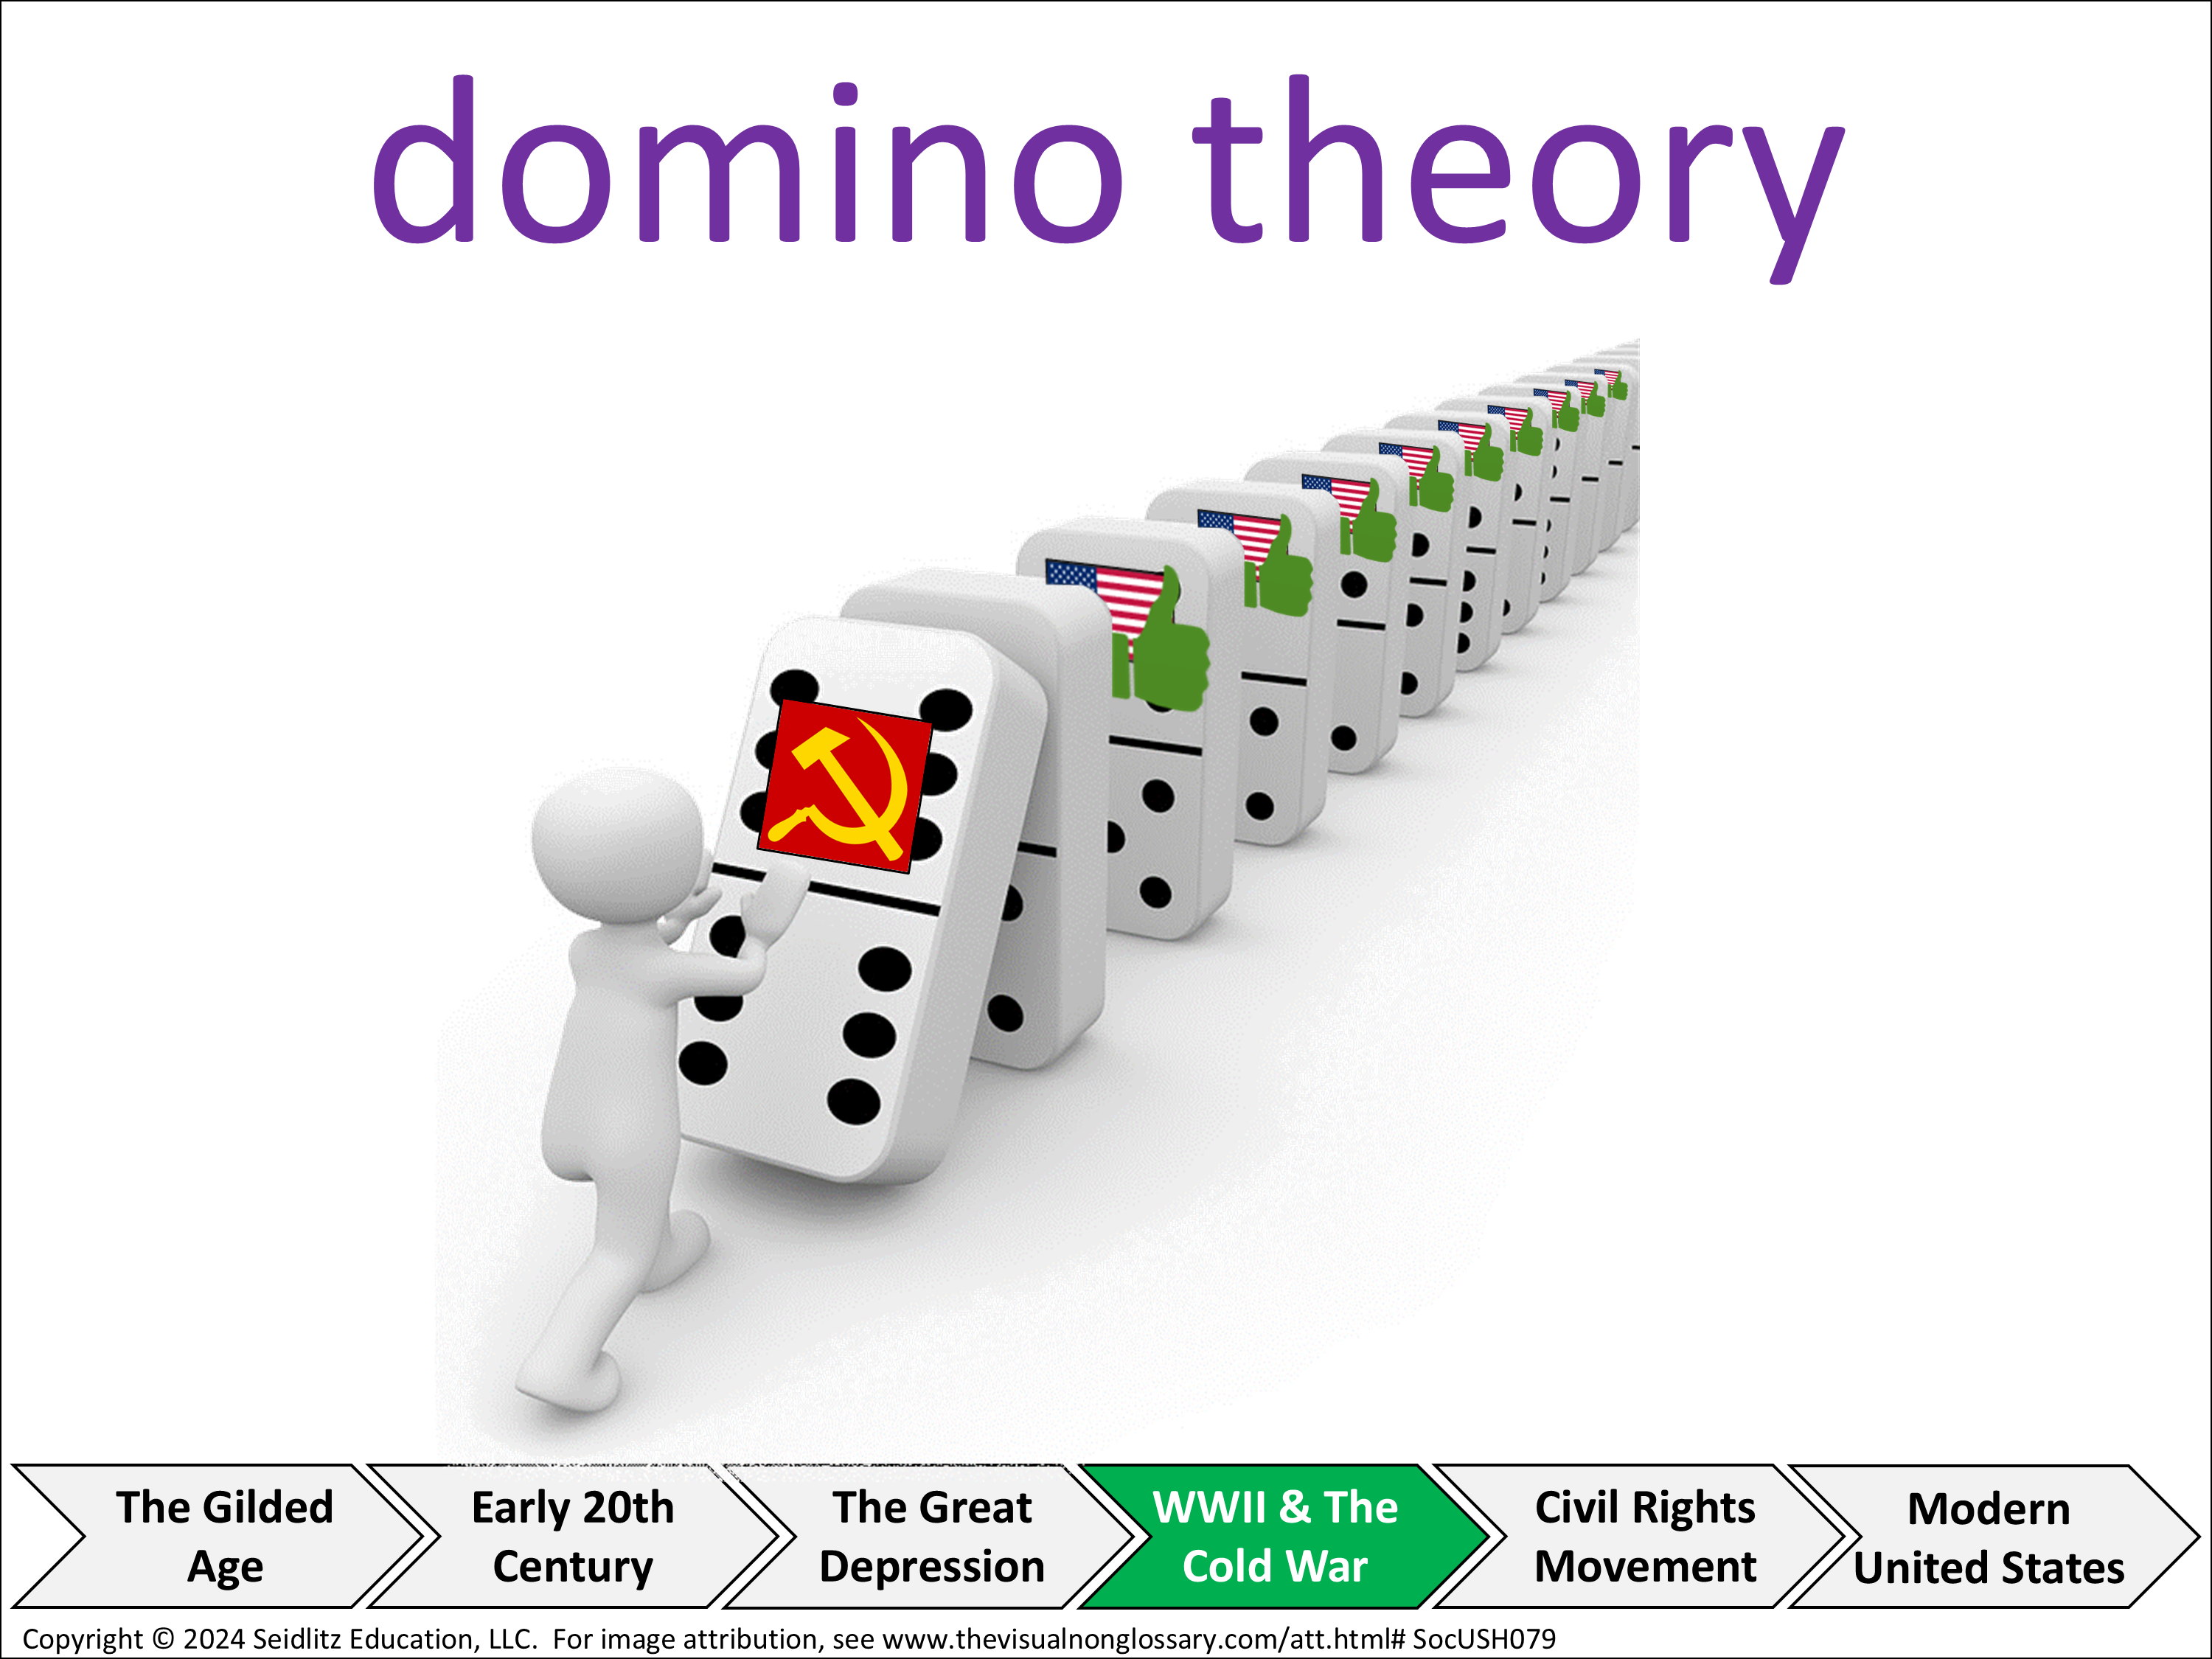 domino theory
The Gilded
Age
Early 20th
Century
The Great
Depression
WWII & The
Cold War
Civil Rights
Movement
Modern
United States
Copyright © 2024 Seidlitz Education, LLC.  For image attribution, see www.thevisualnonglossary.com/att.html# SocUSH079